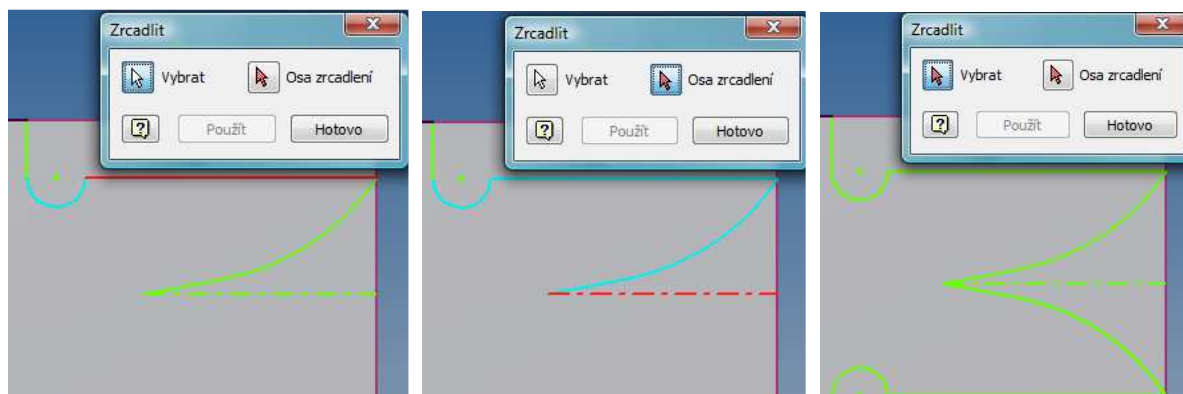 Zrcadlit
Vybrat Osa zrcadlení
Použít Hotovo
Zrcadlit
Vybrat Osa zrcadlení
Použít Hotovo
Zrcadlit
Vybrat Osa zrcadlení
Použít Hotovo